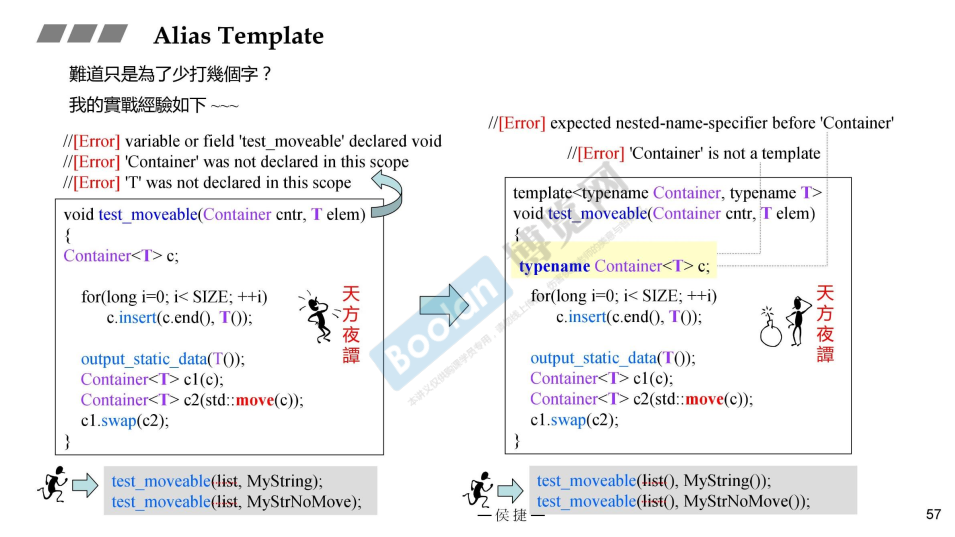 Alias Template
難道只是為了少打幾個字？
我的實戰經驗如下 ~~~
//[Error] variable or field 'test_moveable' declared void
//[Error] 'Container' was not declared in this scope
//[Error] 'T' was not declared in this scope
void test_moveable(Container cntr, T elem)
{
Container<T> c;
for(long i=0; i< SIZE; ++i)
c.insert(c.end(), T());
output_static_data(T());
Container<T> c1(c);
Container<T> c2(std::move(c));
c1.swap(c2);
}
天方夜譚
test_moveable(list, MyString);
test_moveable(list, MyStrNoMove);
//[Error] expected nested-name-specifier before 'Container'
//[Error] 'Container' is not a template
template<typename Container, typename T>
void test_moveable(Container cntr, T elem)
{
typename Container<T> c;
for(long i=0; i< SIZE; ++i)
c.insert(c.end(), T());
output_static_data(T());
Container<T> c1(c);
Container<T> c2(std::move(c));
c1.swap(c2);
}
天方夜譚
test_moveable(list(), MyString());
test_moveable(list(), MyStrNoMove());
Boolan 博览网
— 侯捷 —
57